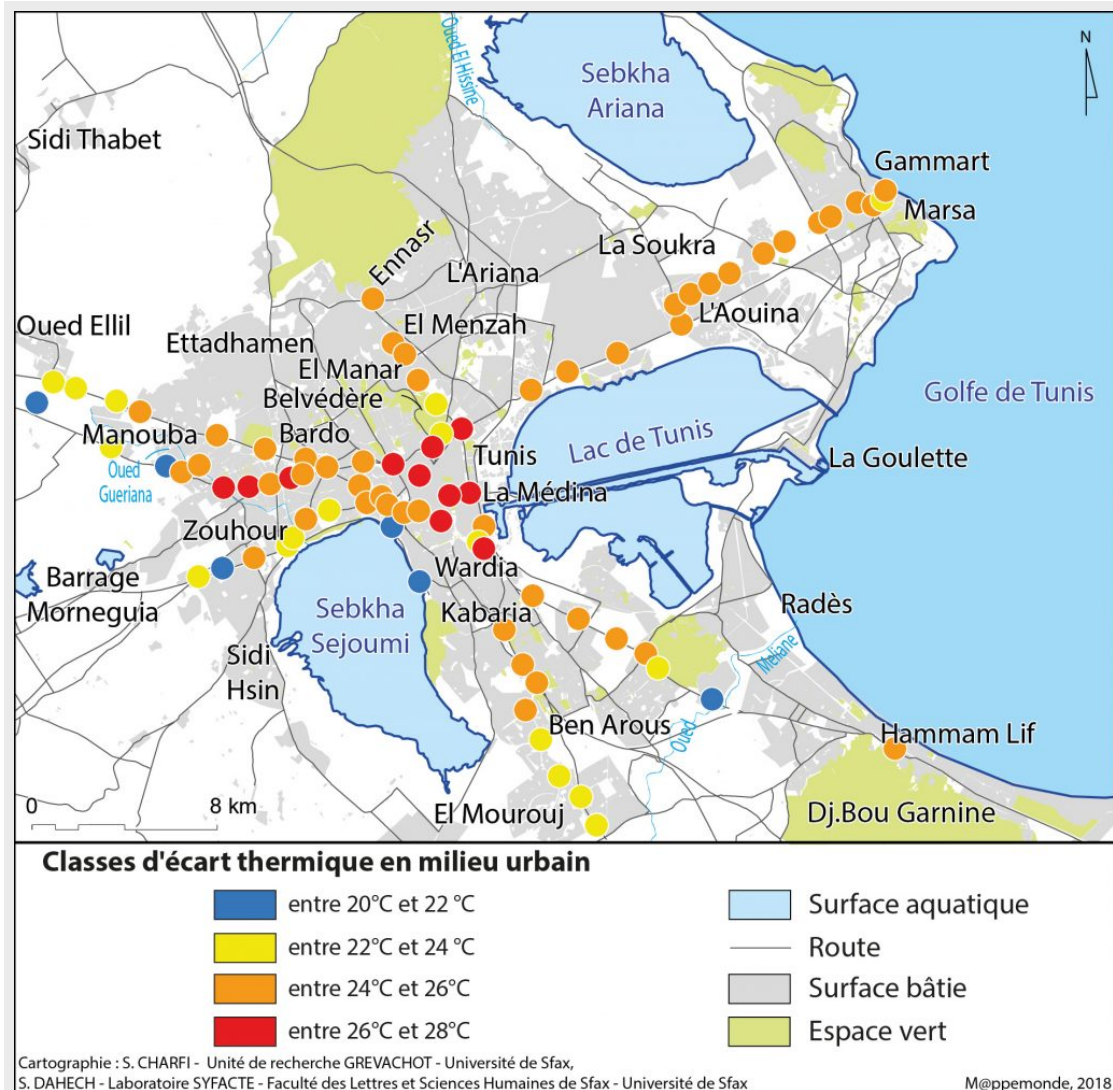 N
Sebkha
Ariana
Oued El Hissine
Sidi Thabet
Gammart
Marsa
La Soukra
Ennasr
L'Ariana
L'Aouina
Oued Ellil
El Menzah
Ettadhamen
El Manar
Belvédère
Golfe de Tunis
Manouba
Bardo
Lac de Tunis
Tunis
La Goulette
Oued
Gueriana
La Médina
Zouhour
Wardia
Barrage
Morneguia
Kabaria
Radès
Sebkha
Sejoumi
Meliane
Sidi
Hsin
Oued
Ben Arous
Hammam Lif
0 8 km
El Mourouj
Dj.Bou Garnine
Classes d'écart thermique en milieu urbain
entre 20°C et 22 °C
entre 22°C et 24 °C
entre 24°C et 26°C
entre 26°C et 28°C
Surface aquatique
Route
Surface bâtie
Espace vert
Cartographie : S. CHARFI - Unité de recherche GREVACHOT - Université de Sfax,
S. DAHECH - Laboratoire SYFACTE - Faculté des Lettres et Sciences Humaines de Sfax - Université de Sfax
M@ppemonde, 2018